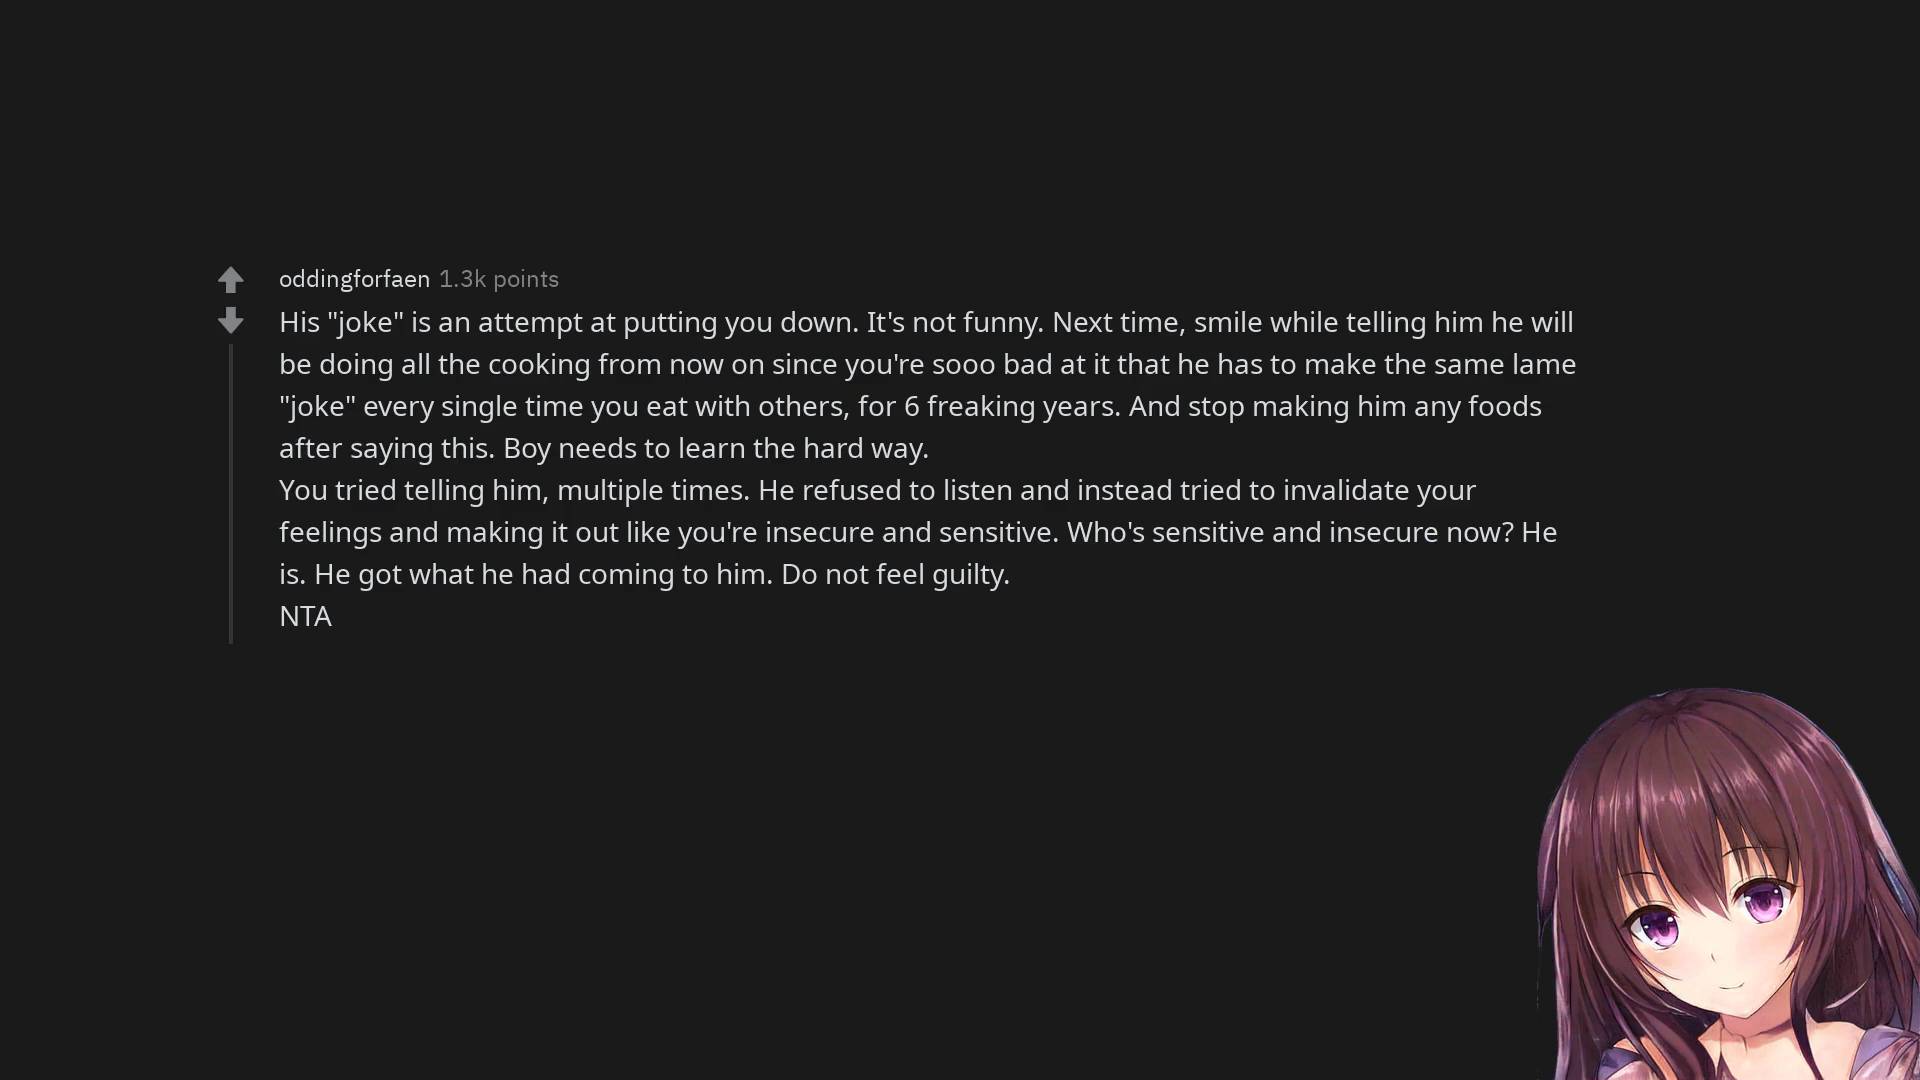 oddingforfaen 1.3k points
His "joke" is an attempt at putting you down. It's not funny. Next time, smile while telling him he will
be doing all the cooking from now on since you're sooo bad at it that he has to make the same lame
"joke" every single time you eat with others, for 6 freaking years. And stop making him any foods
after saying this. Boy needs to learn the hard way.
You tried telling him, multiple times. He refused to listen and instead tried to invalidate your
feelings and making it out like you're insecure and sensitive. Who's sensitive and insecure now? He
is. He got what he had coming to him. Do not feel guilty.
NTA